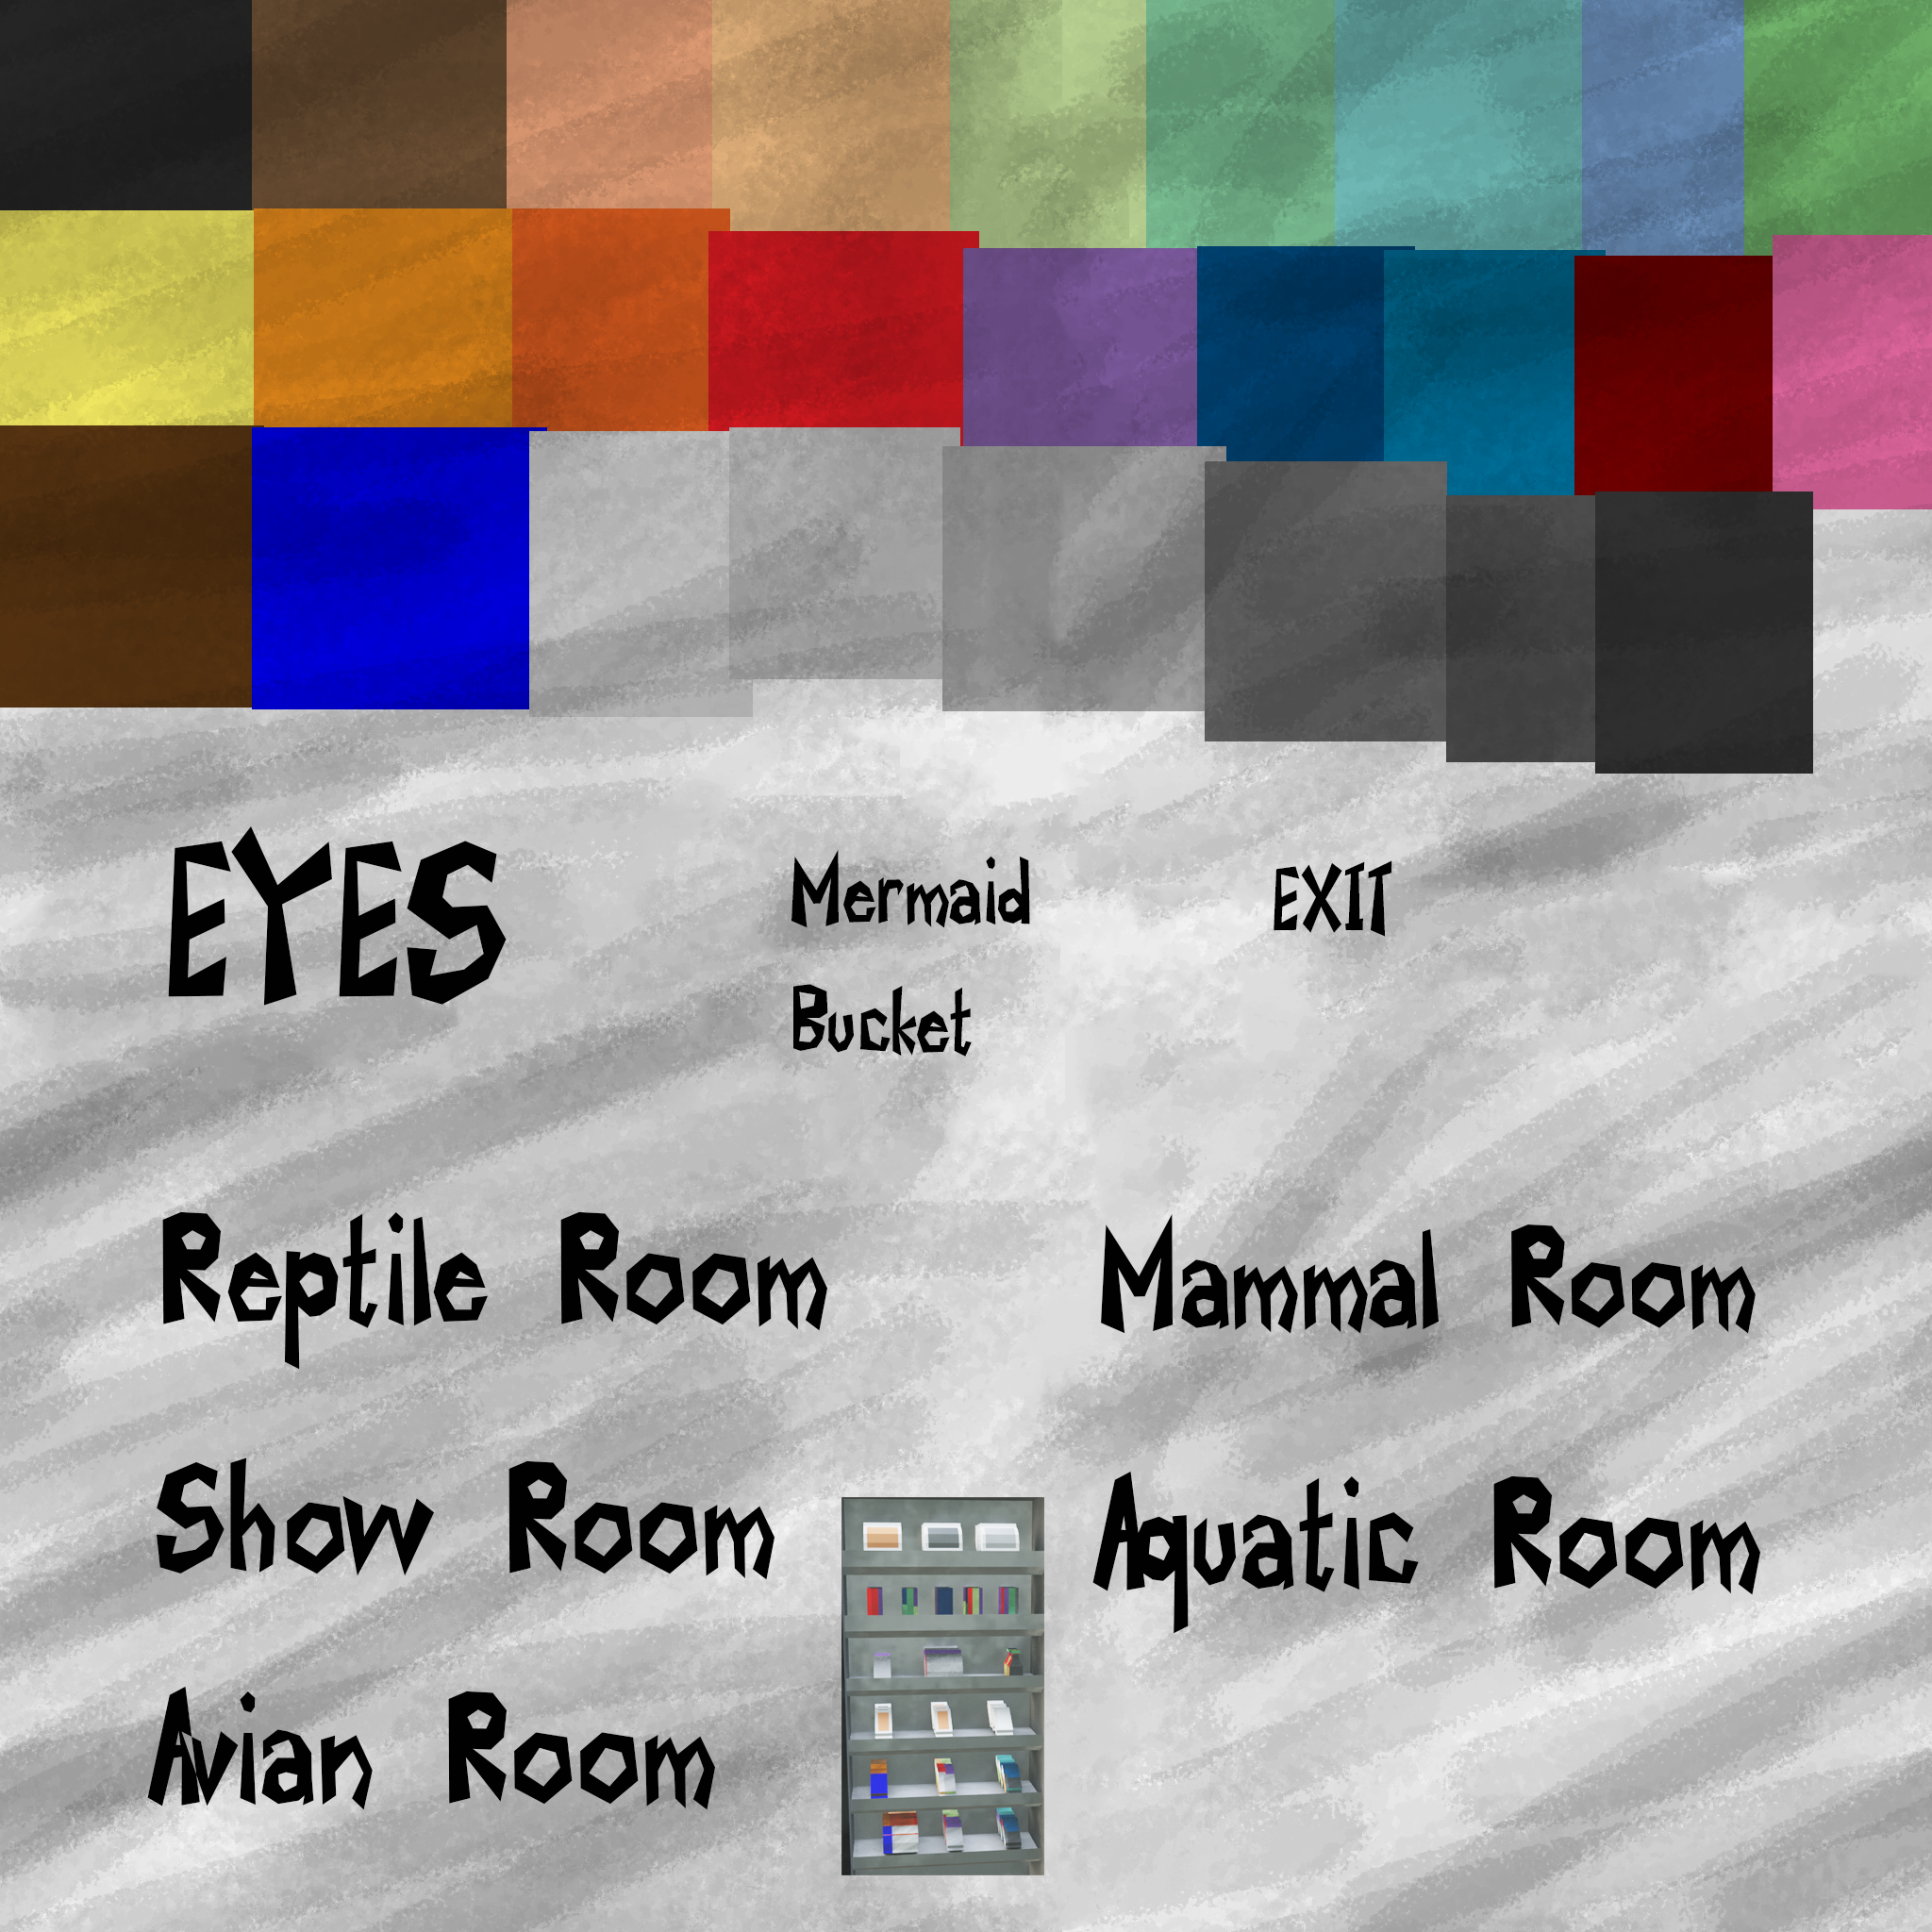 EYES
Mermaid
Bucket
EXIT
Reptile Room
Mammal Room
Show Room
Aquatic Room
Avian Room